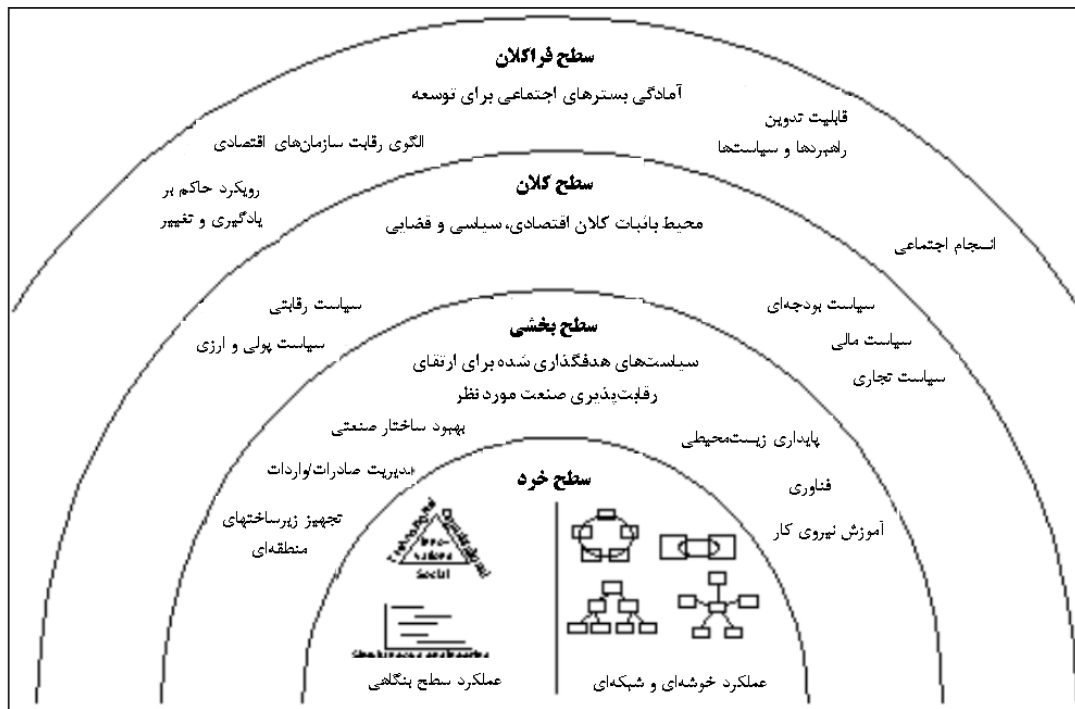 سطح فراکلان
آمادگی بسترهای اجتماعی برای توسعه
قابلیت تدوین
راهبردها و سیاست‌ها
الگوی رقابت سازمان‌های اقتصادی
رویکرد حاکم بر
یادگیری و تغییر
انسجام اجتماعی
سطح کلان
محیط باثبات کلان اقتصادی، سیاسی و قضایی
سیاست بودجه‌ای
سیاست مالی
سیاست تجاری
سیاست رقابتی
سیاست پولی و ارزی
سطح بخشی
سیاست‌های هدفگذاری شده برای ارتقای
رقابت‌پذیری صنعت مورد نظر
پایداری زیست‌محیطی
فناوری
آموزش نیروی کار
بهبود ساختار صنعتی
مدیریت صادرات/واردات
تجهیز زیرساختهای
منطقه‌ای
سطح خرد
Inno-
vations
Social
عملکرد خوشه‌ای و شبکه‌ای
عملکرد سطح بنگاهی